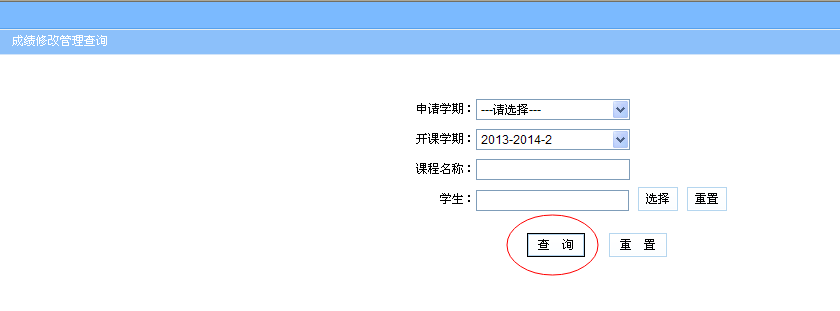 成绩修改管理查询
申请学期： ---请选择---
开课学期： 2013-2014-2
课程名称：
学生： 选择 重置
查 询 重 置